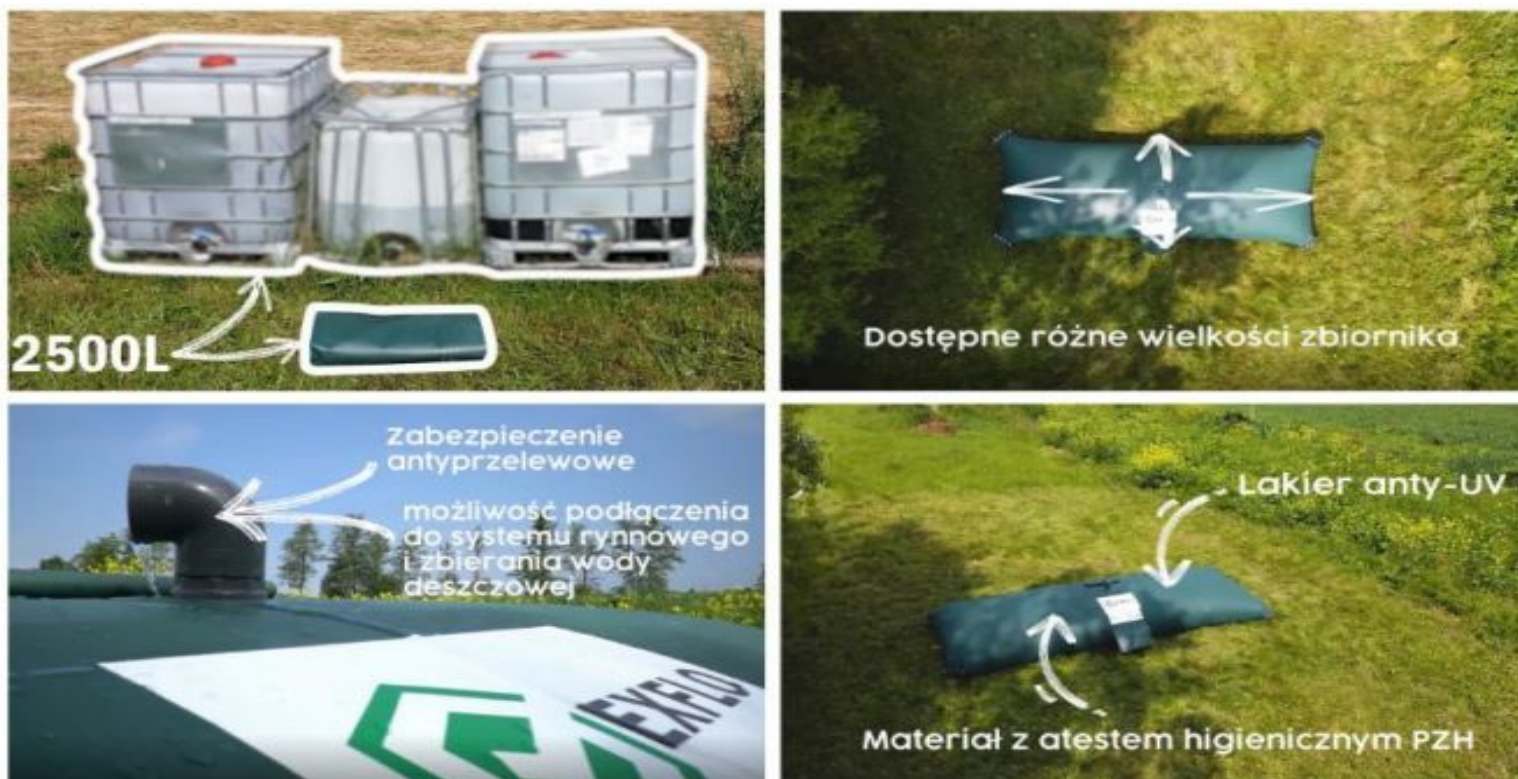 2500L
Dostępne różne wielkości zbiornika
Zabezpieczenie
antyprzelewowe
możliwość podłączenia
do systemu rynnowego
i zbierania wody
deszczowej
EXFLO
Lakier anty-UV
Materiał z atestem higienicznym PZH